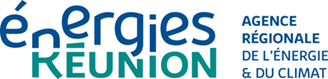 énergies
RÉUNION
AGENCE
RÉGIONALE
DE L'ÉNERGIE
& DU CLIMAT